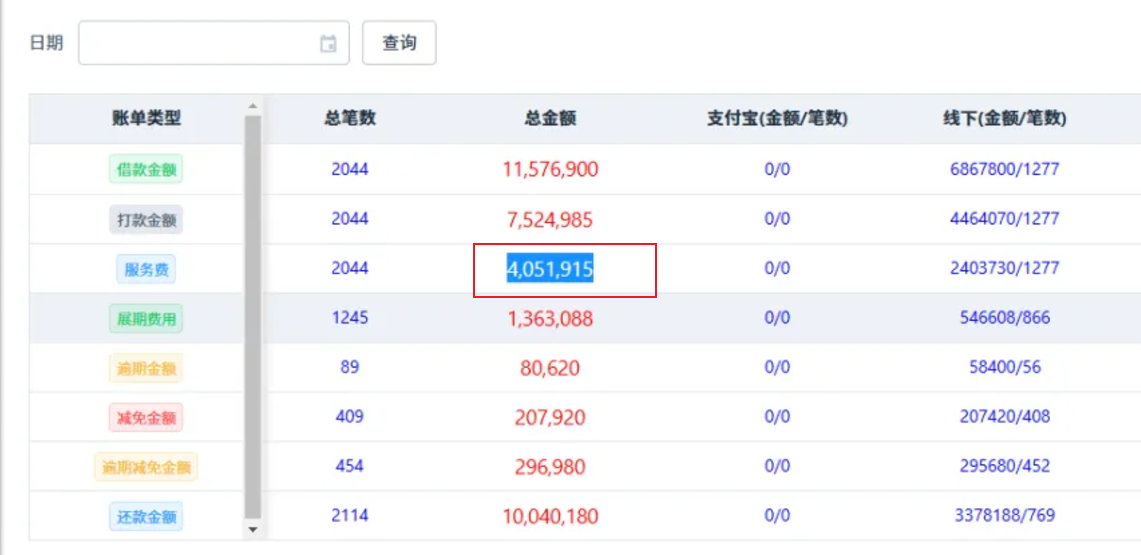 日期 查询
账单类型 总笔数 总金额 支付宝(金额/笔数) 线下(金额/笔数)
借款金额 2044 11,576,900 0/0 6867800/1277
打款金额 2044 7,524,985 0/0 4464070/1277
服务费 2044 4,051,915 0/0 2403730/1277
展期费用 1245 1,363,088 0/0 546608/866
逾期金额 89 80,620 0/0 58400/56
减免金额 409 207,920 0/0 207420/408
逾期减免金额 454 296,980 0/0 295680/452
还款金额 2114 10,040,180 0/0 3378188/769